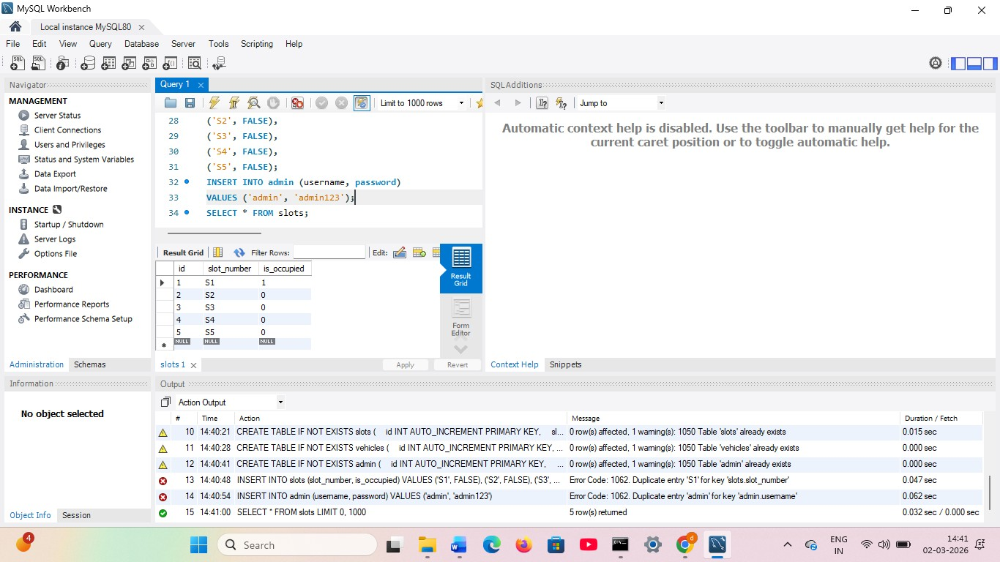 MySQL Workbench
Local instance MySQL80
File Edit View Query Database Server Tools Scripting Help
Navigator
MANAGEMENT
Server Status
Client Connections
Users and Privileges
Status and System Variables
Data Export
Data Import/Restore
INSTANCE
Startup / Shutdown
Server Logs
Options File
PERFORMANCE
Dashboard
Performance Reports
Performance Schema Setup
Administration Schemas
Information
No object selected
Object Info Session
Query 1
Limit to 1000 rows
28 ('S2', FALSE),
29 ('S3', FALSE),
30 ('S4', FALSE),
31 ('S5', FALSE);
32 INSERT INTO admin (username, password)
33 VALUES ('admin', 'admin123');
34 SELECT * FROM slots;
Result Grid Filter Rows: Edit:
id slot_number is_occupied
1 S1 1
2 S2 0
3 S3 0
4 S4 0
5 S5 0
NULL NULL NULL
Result Grid
Form Editor
slots 1 Apply Revert
SQLAdditions
Jump to
Automatic context help is disabled. Use the toolbar to manually get help for the
current caret position or to toggle automatic help.
Context Help Snippets
Output
Action Output
# Time Action Message Duration / Fetch
10 14:40:21 CREATE TABLE IF NOT EXISTS slots ( id INT AUTO_INCREMENT PRIMARY KEY, sl... 0 row(s) affected, 1 warning(s): 1050 Table 'slots' already exists 0.015 sec
11 14:40:28 CREATE TABLE IF NOT EXISTS vehicles ( id INT AUTO_INCREMENT PRIMARY KEY, ... 0 row(s) affected, 1 warning(s): 1050 Table 'vehicles' already exists 0.000 sec
12 14:40:41 CREATE TABLE IF NOT EXISTS admin ( id INT AUTO_INCREMENT PRIMARY KEY, ... 0 row(s) affected, 1 warning(s): 1050 Table 'admin' already exists 0.000 sec
13 14:40:48 INSERT INTO slots (slot_number, is_occupied) VALUES ('S1', FALSE), ('S2', FALSE), ('S3', ... Error Code: 1062. Duplicate entry 'S1' for key 'slots.slot_number' 0.047 sec
14 14:40:54 INSERT INTO admin (username, password) VALUES ('admin', 'admin123') Error Code: 1062. Duplicate entry 'admin' for key 'admin.username' 0.062 sec
15 14:41:00 SELECT * FROM slots LIMIT 0, 1000 5 row(s) returned 0.032 sec / 0.000 sec
4
Search
d
ENG
IN
14:41
02-03-2026